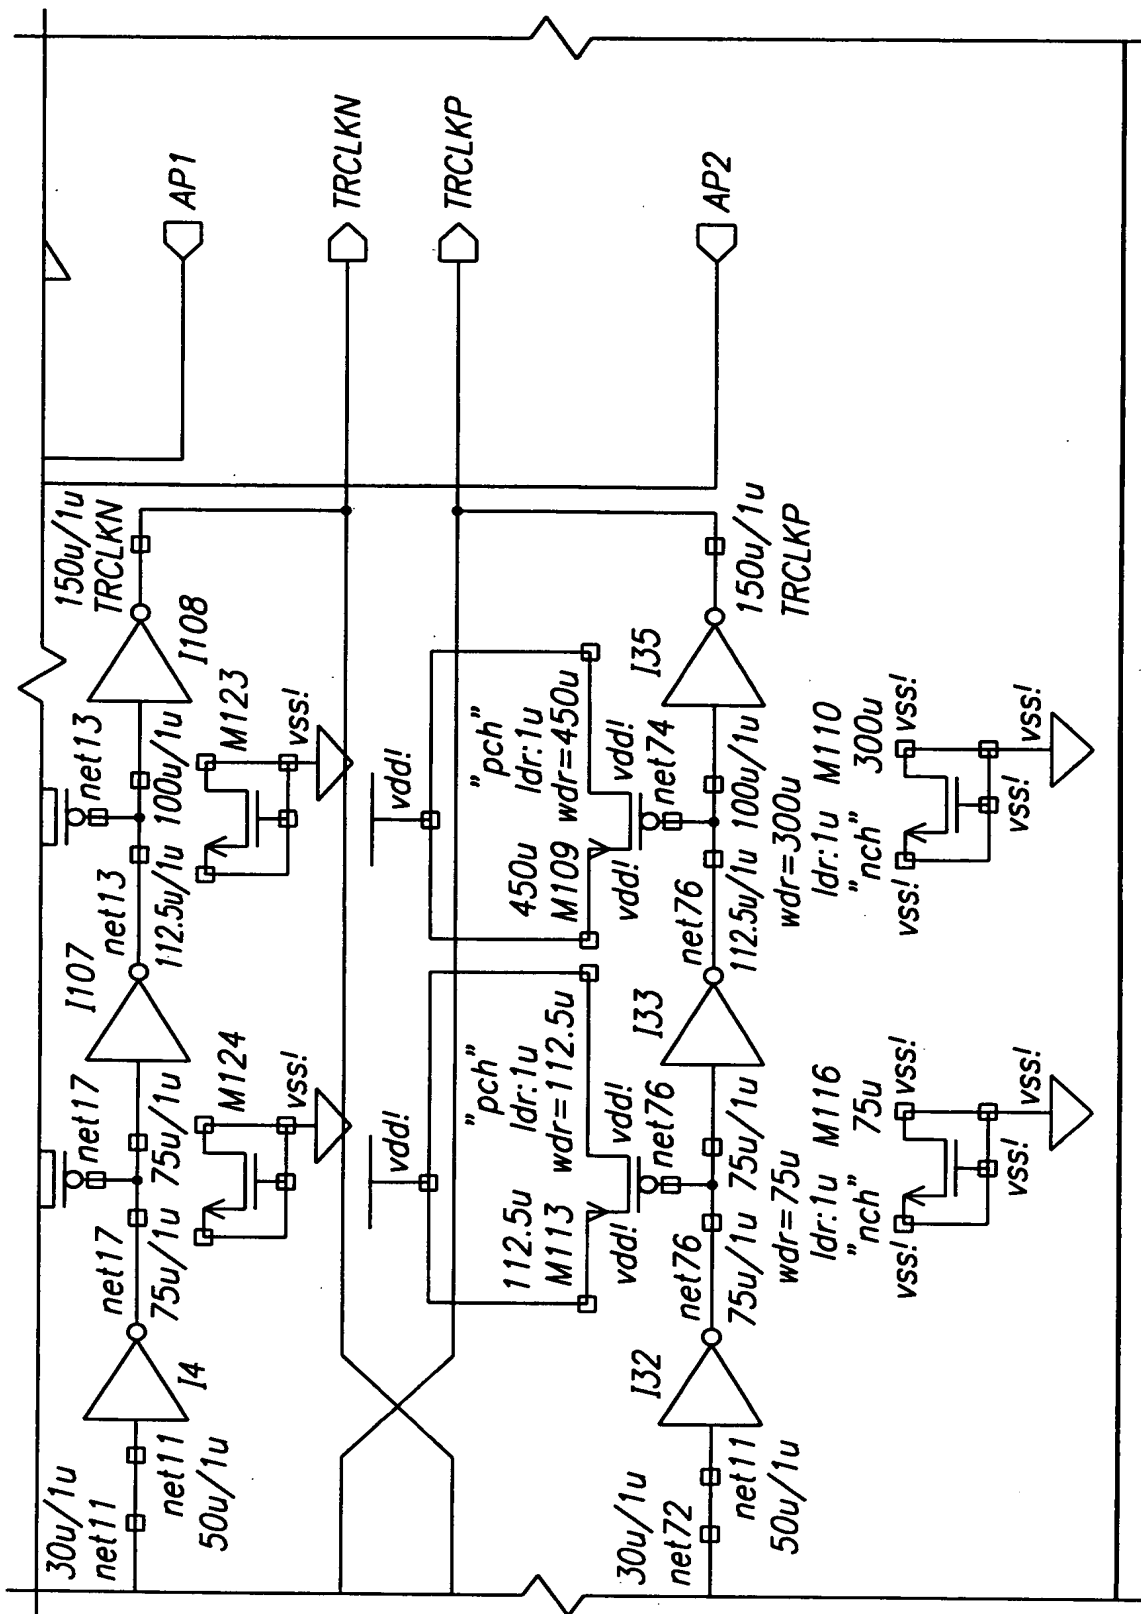 AP1
TRCLKN
TRCLKP
AP2
30u/1u
net11
net11
50u/1u
I4
net17
75u/1u
net17
75u/1u
I107
net13
112.5u/1u
net13
100u/1u
I108
150u/1u
TRCLKN
M124
vss!
M123
vss!
vdd!
vdd!
"pch"
ldr:1u
wdr=112.5u
112.5u
M113
vdd!
vdd!
net76
"pch"
ldr:1u
wdr=450u
450u
M109
vdd!
vdd!
net74
30u/1u
net72
net11
50u/1u
I32
net76
75u/1u
75u/1u
I33
net76
112.5u/1u
100u/1u
I35
150u/1u
TRCLKP
wdr=75u
ldr:1u
"nch"
M116
75u
vss!
vss!
vss!
vss!
wdr=300u
ldr:1u
"nch"
M110
300u
vss!
vss!
vss!
vss!